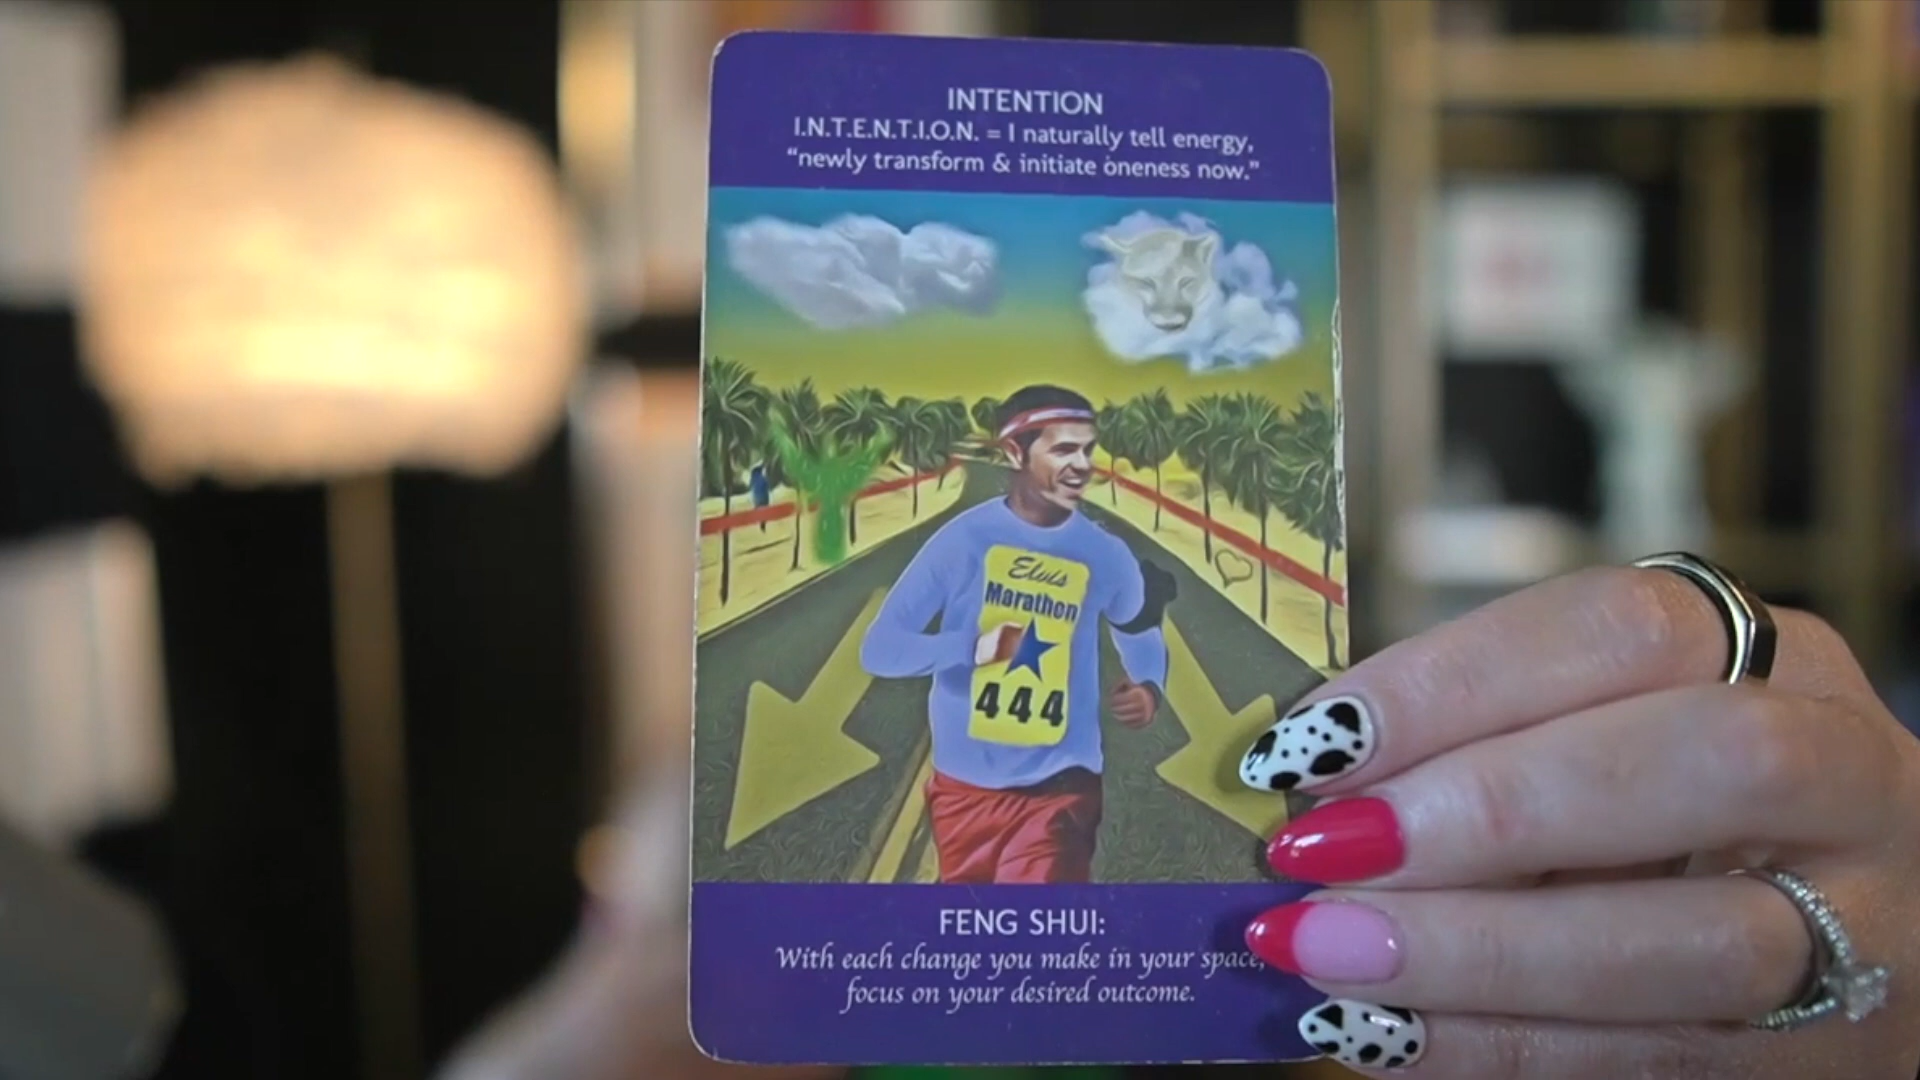 INTENTION
I.N.T.E.N.T.I.O.N. = I naturally tell energy,
“newly transform & initiate oneness now.”
Elvis
Marathon
444
FENG SHUI:
With each change you make in your space,
focus on your desired outcome.